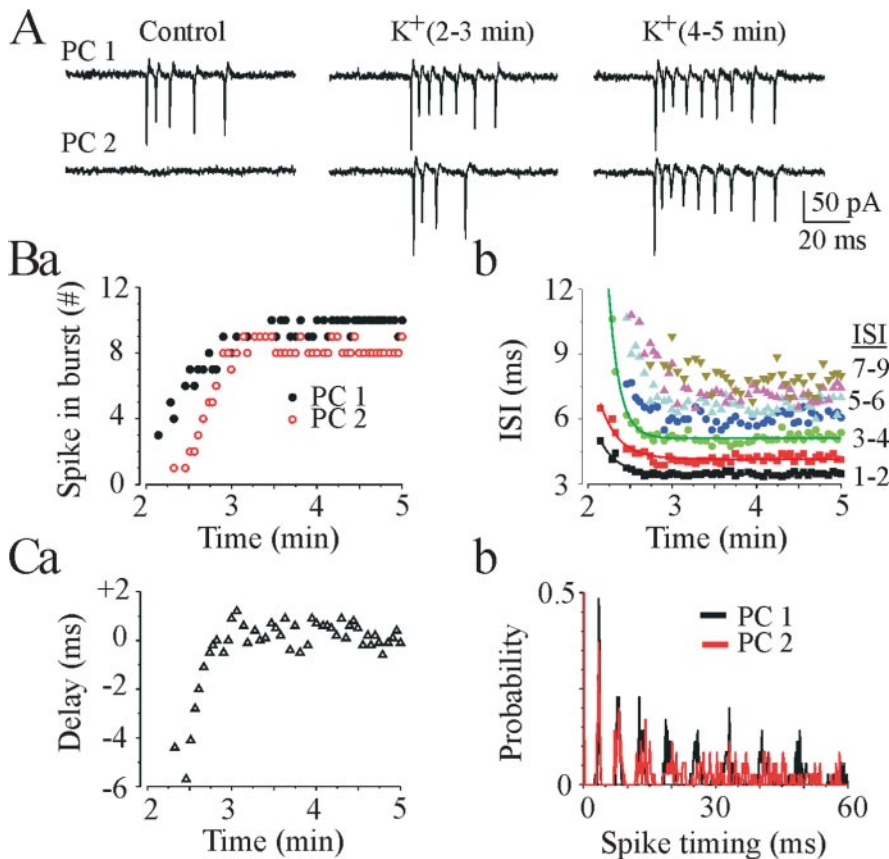 A
Control
K+(2-3 min)
K+(4-5 min)
PC 1
PC 2
50 pA
20 ms
Ba
Spike in burst (#)
12
8
4
0
PC 1
PC 2
2
3
4
5
Time (min)
b
ISI (ms)
12
9
6
3
ISI
7-9
5-6
3-4
1-2
2
3
4
5
Time (min)
Ca
Delay (ms)
+2
0
-2
-4
-6
2
3
4
5
Time (min)
b
Probability
0.5
0
PC 1
PC 2
0
30
60
Spike timing (ms)